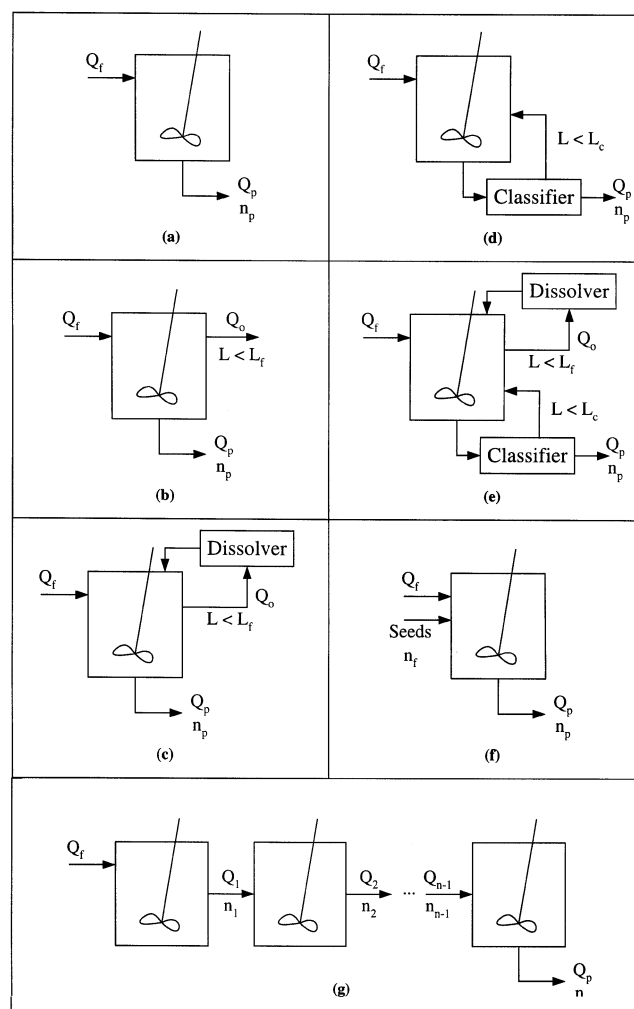 Q_f
Q_p
n_p
(a)
Q_f
L < L_c
Classifier
Q_p
n_p
(d)
Q_f
Q_o
L < L_f
Q_p
n_p
(b)
Dissolver
Q_f
Q_o
L < L_f
L < L_c
Classifier
Q_p
n_p
(e)
Dissolver
Q_f
Q_o
L < L_f
Q_p
n_p
(c)
Q_f
Seeds
n_f
Q_p
n_p
(f)
Q_f
Q_1
n_1
Q_2
n_2
...
Q_{n-1}
n_{n-1}
Q_p
n
(g)